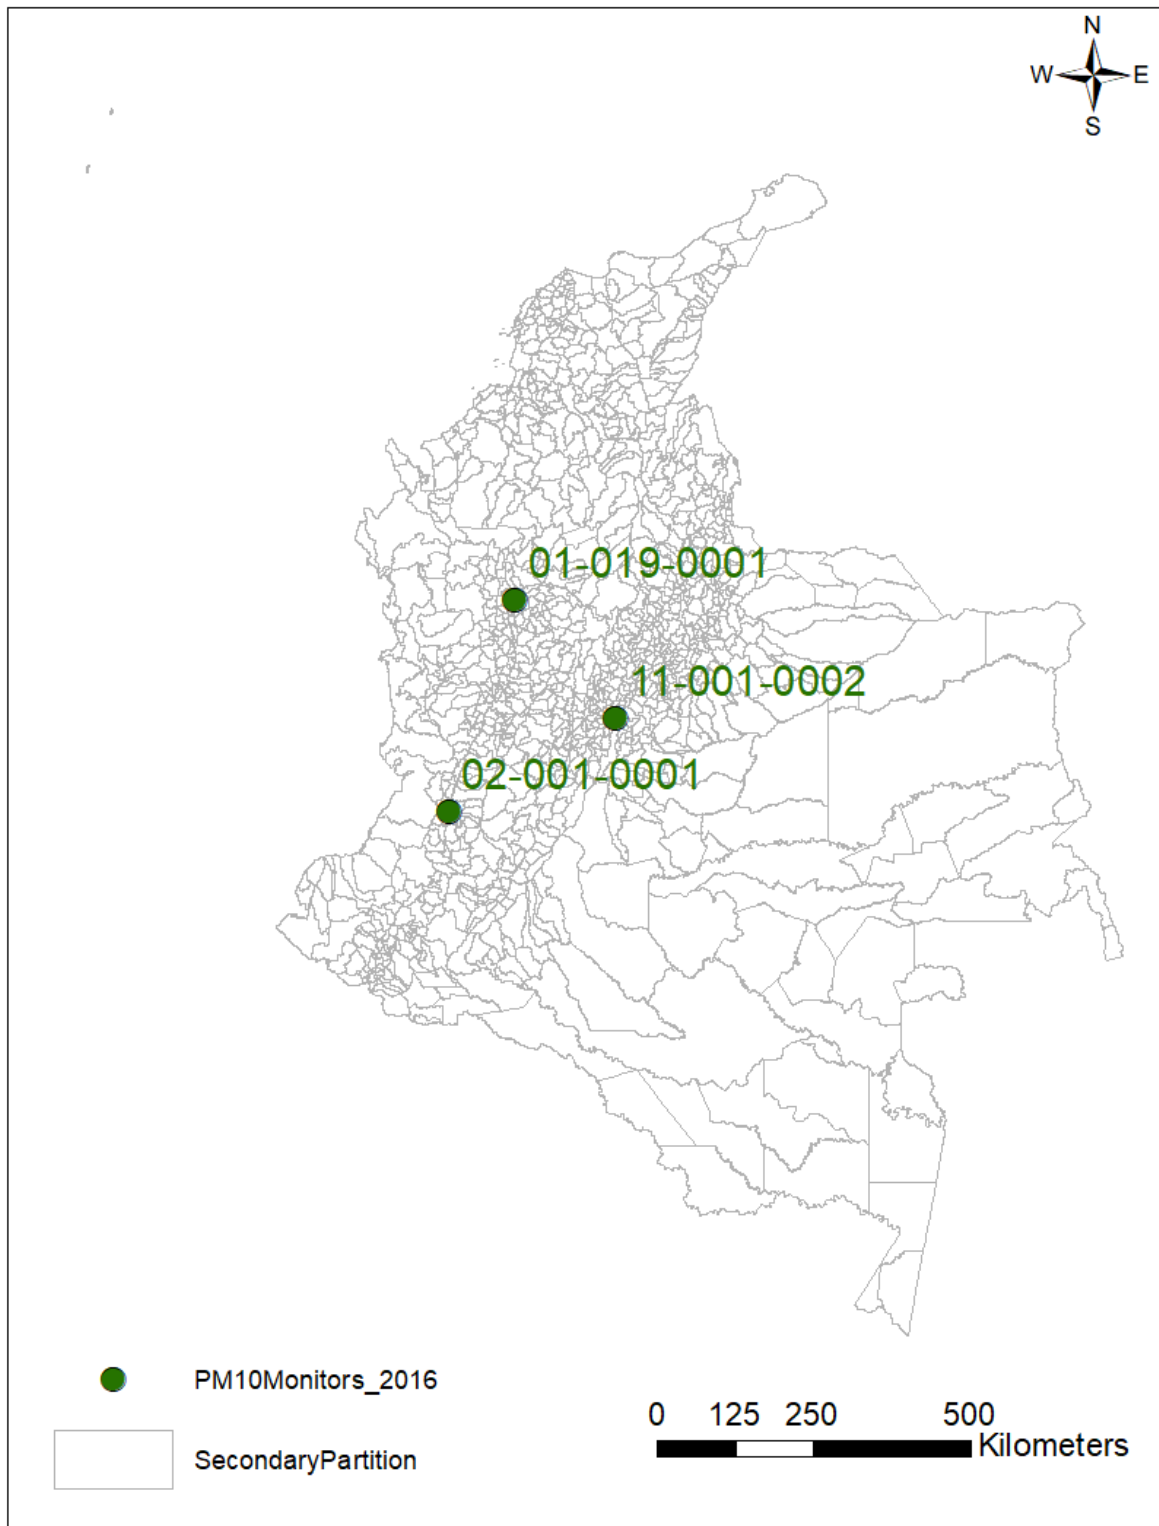 N
W E
S
01-019-0001
11-001-0002
02-001-0001
PM10Monitors_2016
SecondaryPartition
0 125 250 500
Kilometers